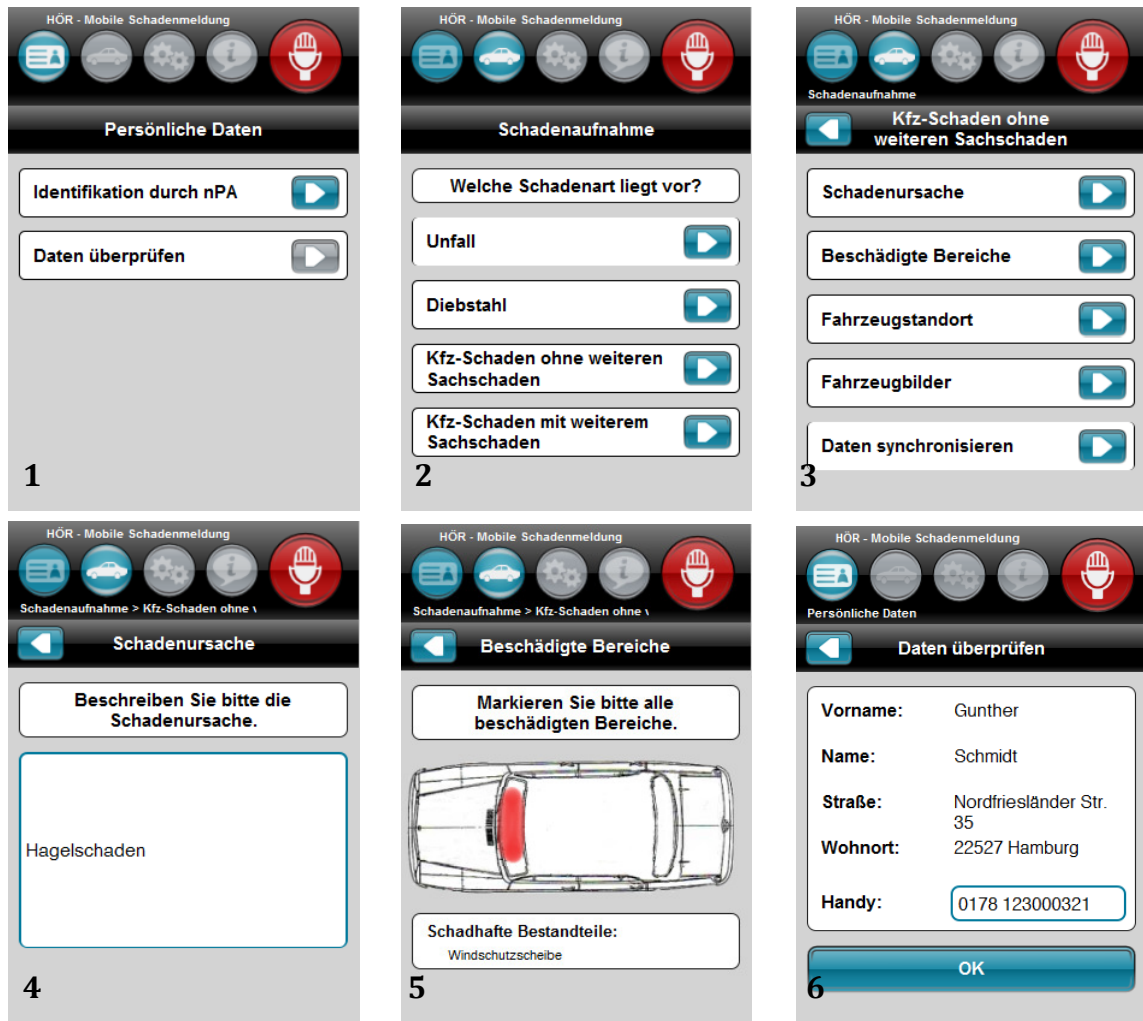 HÖR - Mobile Schadenmeldung
Persönliche Daten
Identifikation durch nPA
Daten überprüfen
1
HÖR - Mobile Schadenmeldung
Schadenaufnahme
Welche Schadenart liegt vor?
Unfall
Diebstahl
Kfz-Schaden ohne weiteren
Sachschaden
Kfz-Schaden mit weiterem
Sachschaden
2
HÖR - Mobile Schadenmeldung
Schadenaufnahme
Kfz-Schaden ohne
weiteren Sachschaden
Schadenursache
Beschädigte Bereiche
Fahrzeugstandort
Fahrzeugbilder
Daten synchronisieren
3
HÖR - Mobile Schadenmeldung
Schadenaufnahme > Kfz-Schaden ohne
Schadenursache
Beschreiben Sie bitte die
Schadenursache.
Hagelschaden
4
HÖR - Mobile Schadenmeldung
Schadenaufnahme > Kfz-Schaden ohne
Beschädigte Bereiche
Markieren Sie bitte alle
beschädigten Bereiche.
Schadhafte Bestandteile:
Windschutzscheibe
5
HÖR - Mobile Schadenmeldung
Persönliche Daten
Daten überprüfen
Vorname: Gunther
Name: Schmidt
Straße: Nordfriesländer Str.
35
Wohnort: 22527 Hamburg
Handy: 0178 123000321
OK
6